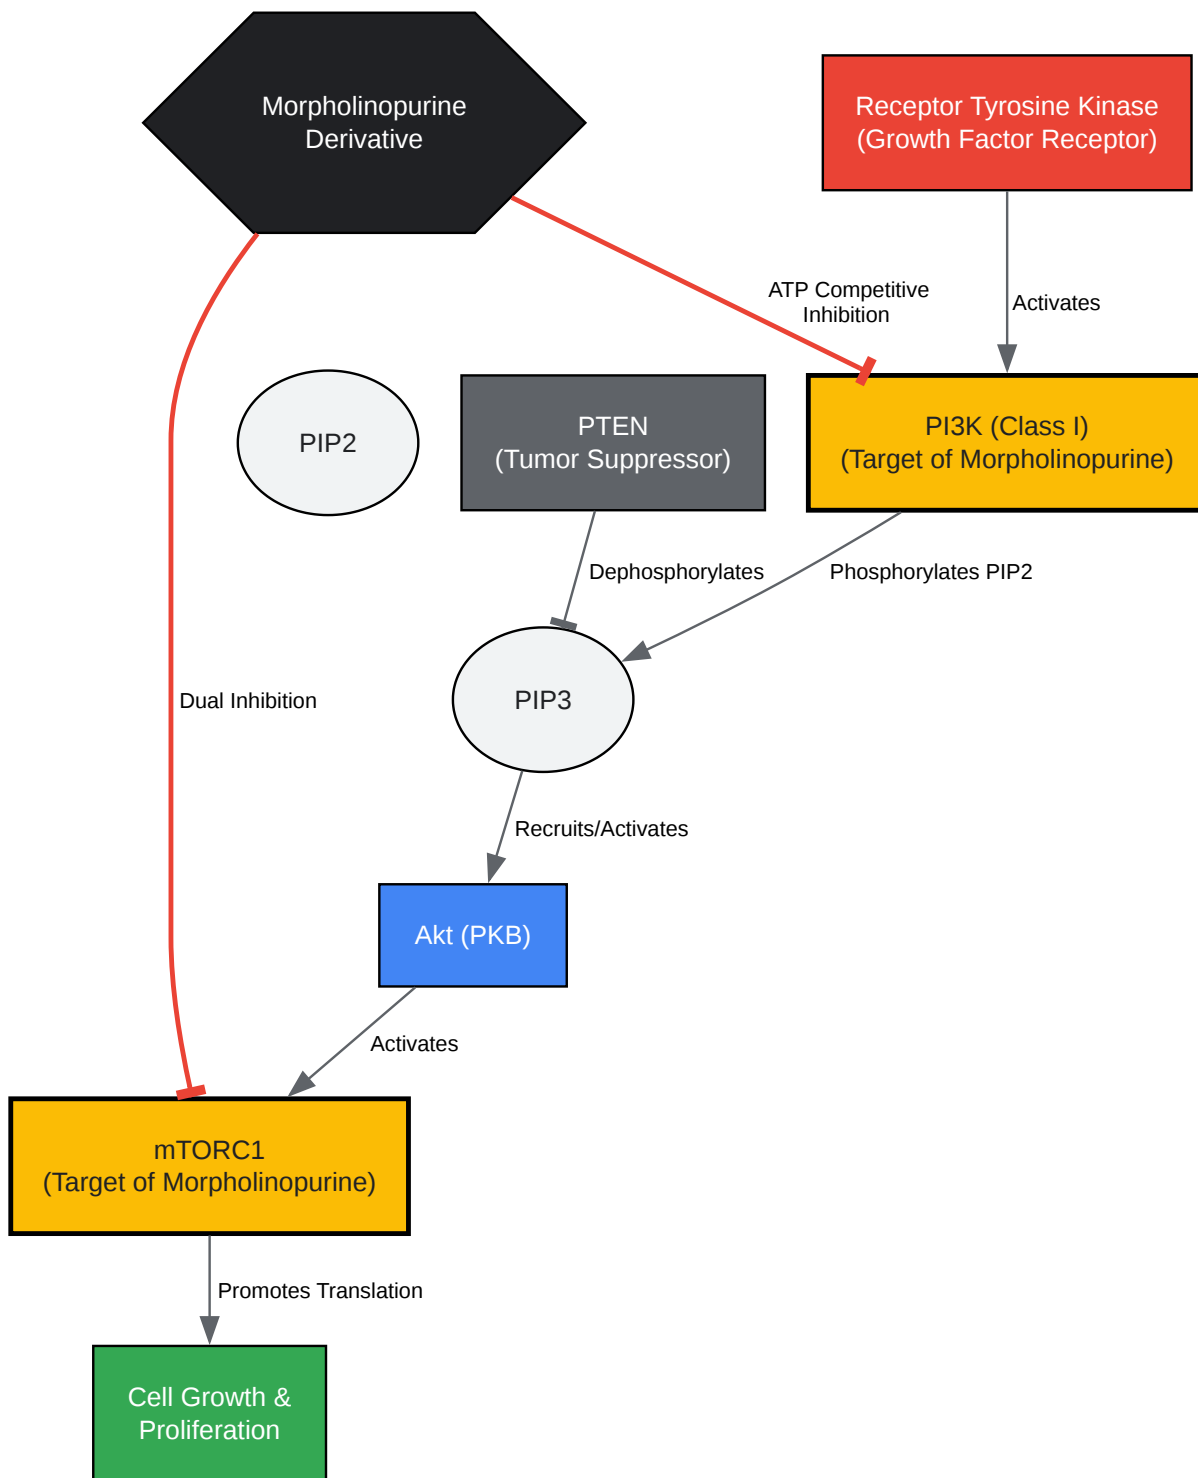 Morpholinopurine
Derivative
Receptor Tyrosine Kinase
(Growth Factor Receptor)
ATP Competitive
Inhibition
Activates
PIP2
PTEN
(Tumor Suppressor)
PI3K (Class I)
(Target of Morpholinopurine)
Dephosphorylates
Phosphorylates PIP2
Dual Inhibition
PIP3
Recruits/Activates
Akt (PKB)
Activates
mTORC1
(Target of Morpholinopurine)
Promotes Translation
Cell Growth &
Proliferation